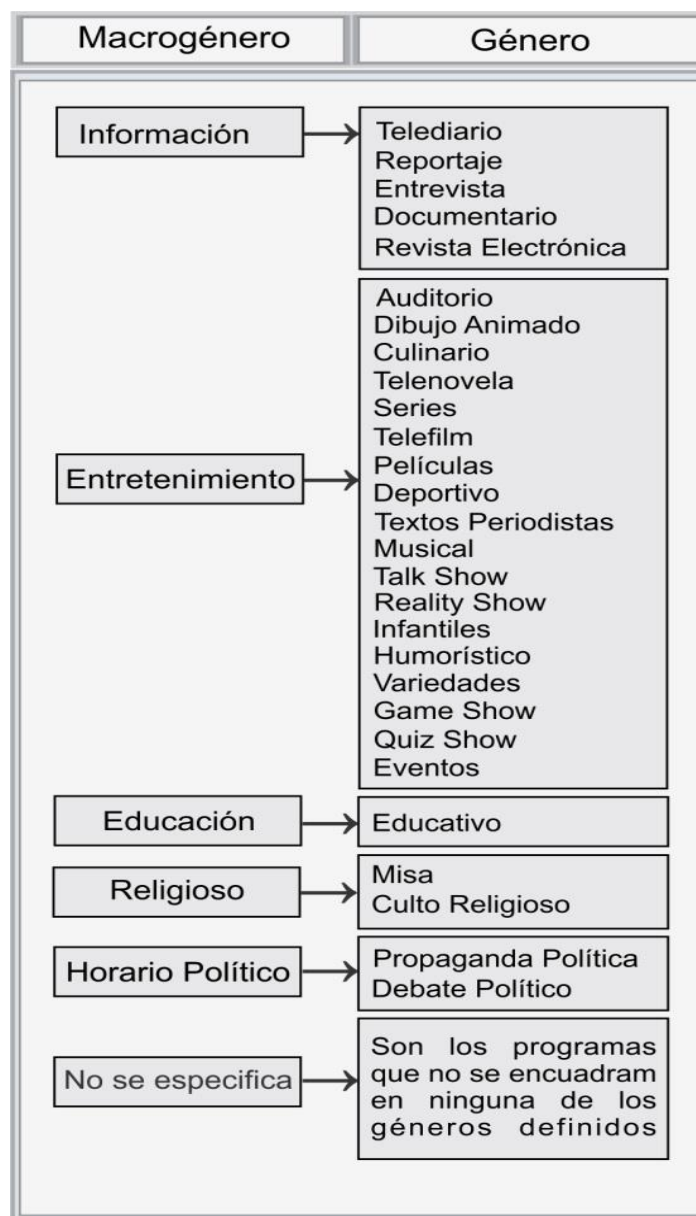 Macrogénero
Género
Información
Telediario
Reportaje
Entrevista
Documentario
Revista Electrónica
Entretenimiento
Auditorio
Dibujo Animado
Culinario
Telenovela
Series
Telefilm
Películas
Deportivo
Textos Periodistas
Musical
Talk Show
Reality Show
Infantiles
Humorístico
Variedades
Game Show
Quiz Show
Eventos
Educación
Educativo
Religioso
Misa
Culto Religioso
Horario Político
Propaganda Política
Debate Político
No se especifica
Son los programas
que no se encuadram
en ninguna de los
géneros definidos